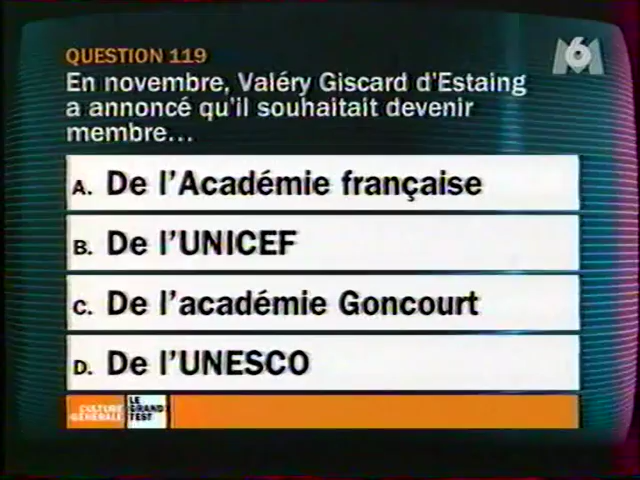 QUESTION 119
En novembre, Valéry Giscard d'Estaing
a annoncé qu'il souhaitait devenir
membre...
A. De l'Académie française
B. De l'UNICEF
C. De l'académie Goncourt
D. De l'UNESCO
M6
CULTURE
GÉNÉRALE
LE
GRAND
TEST